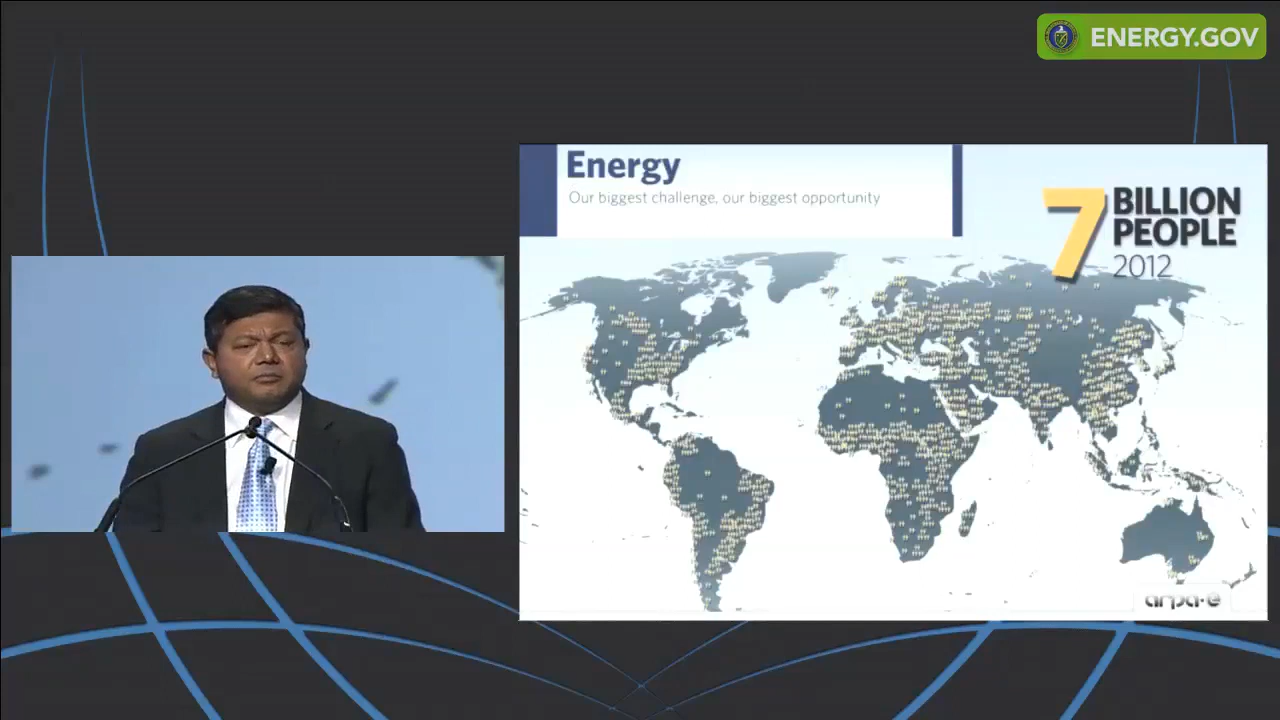 ENERGY.GOV
Energy
Our biggest challenge, our biggest opportunity
7 BILLION
PEOPLE
2012
arpa·e